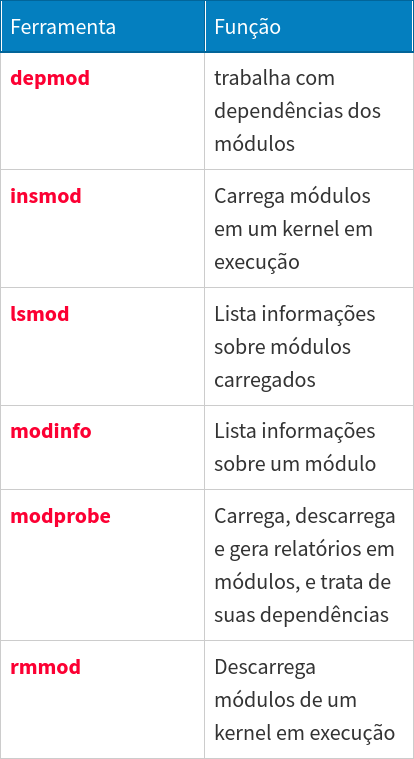 Ferramenta
Função
depmod
trabalha com
dependências dos
módulos
insmod
Carrega módulos
em um kernel em
execução
lsmod
Lista informações
sobre módulos
carregados
modinfo
Lista informações
sobre um módulo
modprobe
Carrega, descarrega
e gera relatórios em
módulos, e trata de
suas dependências
rmmod
Descarrega
módulos de um
kernel em execução